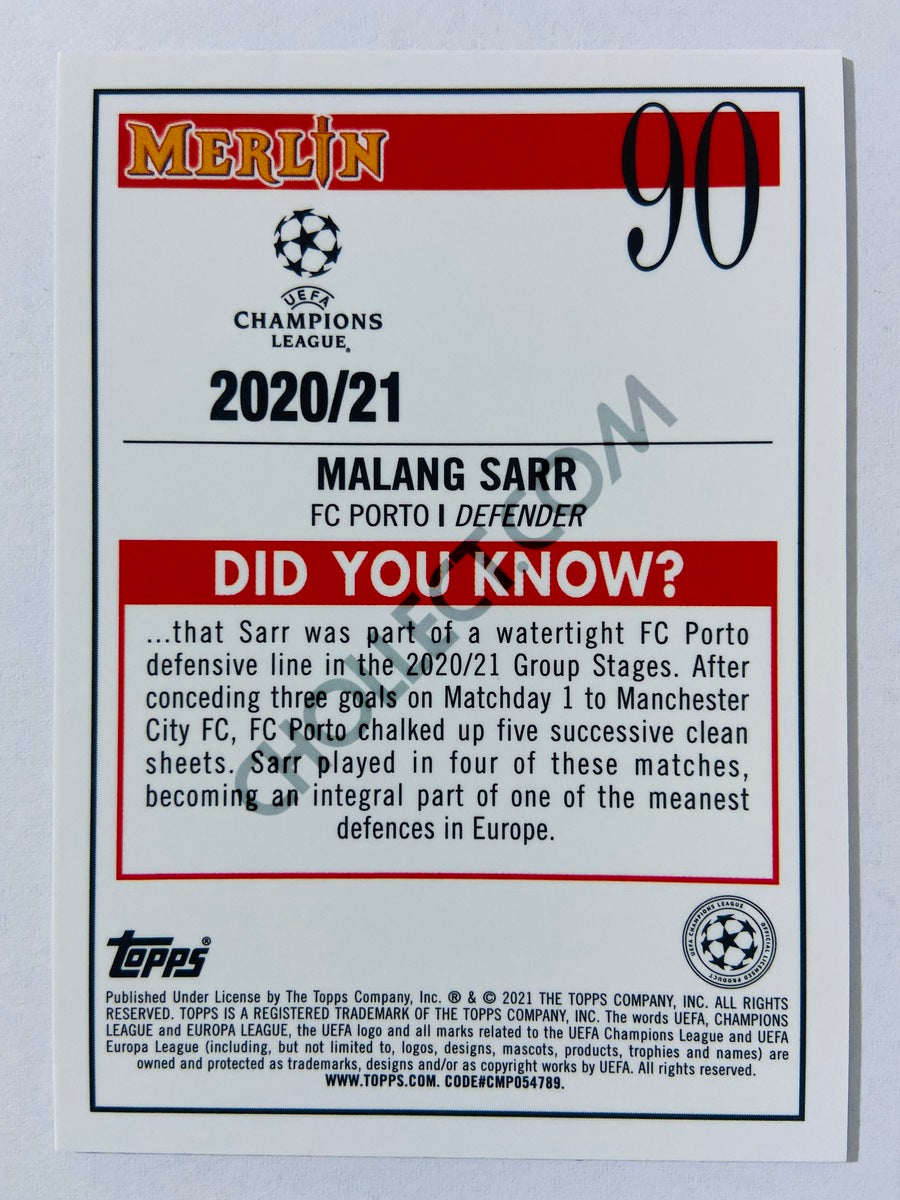 MERLIN
90
UEFA
CHAMPIONS
LEAGUE®
2020/21
MALANG SARR
FC PORTO | DEFENDER
DID YOU KNOW?
...that Sarr was part of a watertight FC Porto
defensive line in the 2020/21 Group Stages. After
conceding three goals on Matchday 1 to Manchester
City FC, FC Porto chalked up five successive clean
sheets. Sarr played in four of these matches,
becoming an integral part of one of the meanest
defences in Europe.
CHOLLECT.COM
topps®
UEFA CHAMPIONS LEAGUE OFFICIAL LICENSED PRODUCT
Published Under License by The Topps Company, Inc. ® & © 2021 THE TOPPS COMPANY, INC. ALL RIGHTS
RESERVED. TOPPS IS A REGISTERED TRADEMARK OF THE TOPPS COMPANY, INC. The words UEFA, CHAMPIONS
LEAGUE and EUROPA LEAGUE, the UEFA logo and all marks related to the UEFA Champions League and UEFA
Europa League (including, but not limited to, logos, designs, mascots, products, trophies and names) are
owned and protected as trademarks, designs and/or as copyright works by UEFA. All rights reserved.
WWW.TOPPS.COM. CODE#CMP054789.